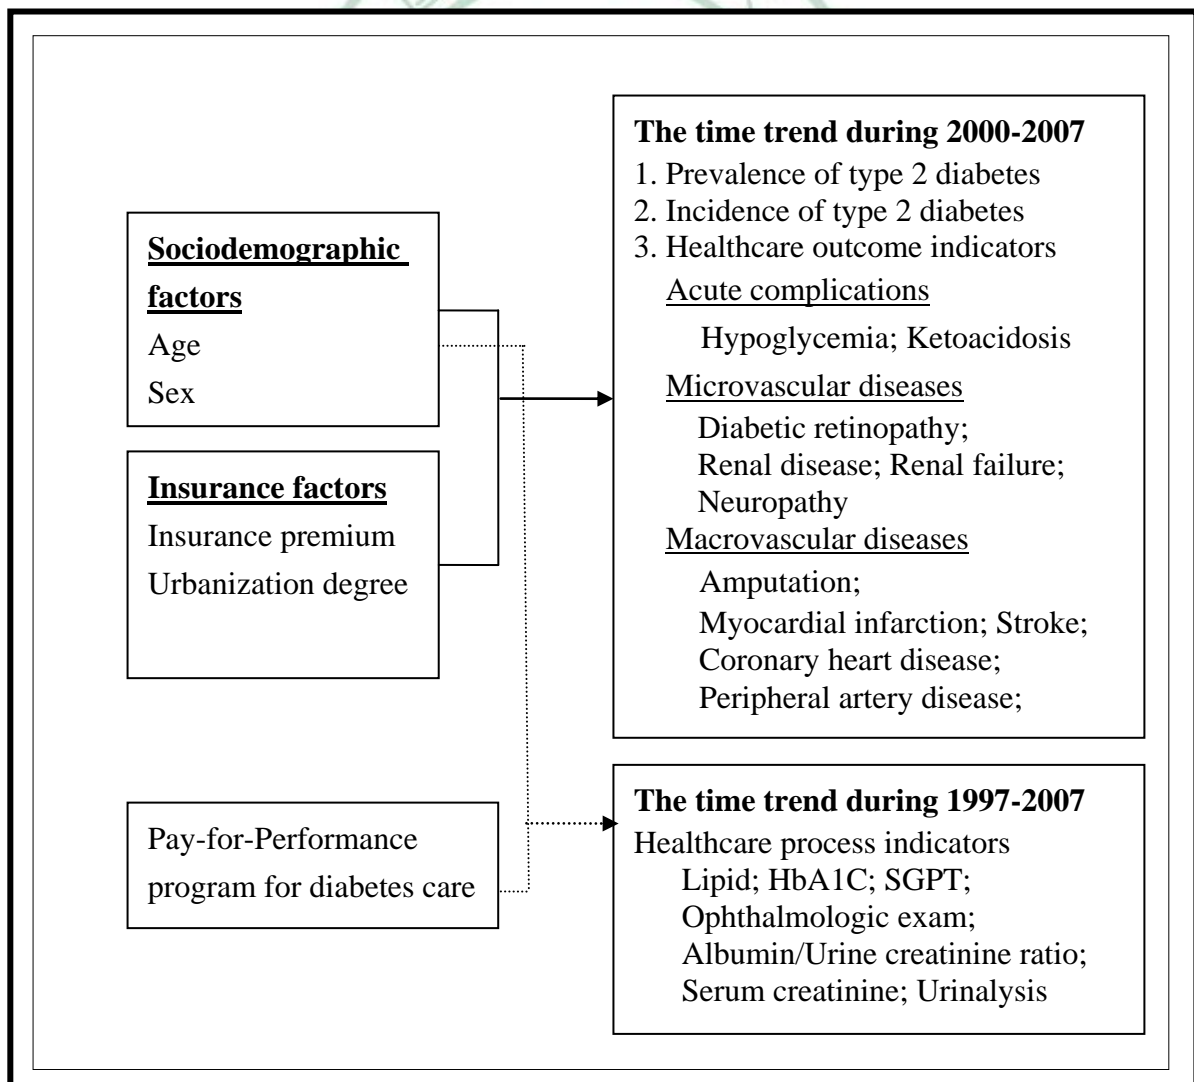 Sociodemographic
factors
Age
Sex
Insurance factors
Insurance premium
Urbanization degree
Pay-for-Performance
program for diabetes care
The time trend during 2000-2007
1. Prevalence of type 2 diabetes
2. Incidence of type 2 diabetes
3. Healthcare outcome indicators
Acute complications
Hypoglycemia; Ketoacidosis
Microvascular diseases
Diabetic retinopathy;
Renal disease; Renal failure;
Neuropathy
Macrovascular diseases
Amputation;
Myocardial infarction; Stroke;
Coronary heart disease;
Peripheral artery disease;
The time trend during 1997-2007
Healthcare process indicators
Lipid; HbA1C; SGPT;
Ophthalmologic exam;
Albumin/Urine creatinine ratio;
Serum creatinine; Urinalysis